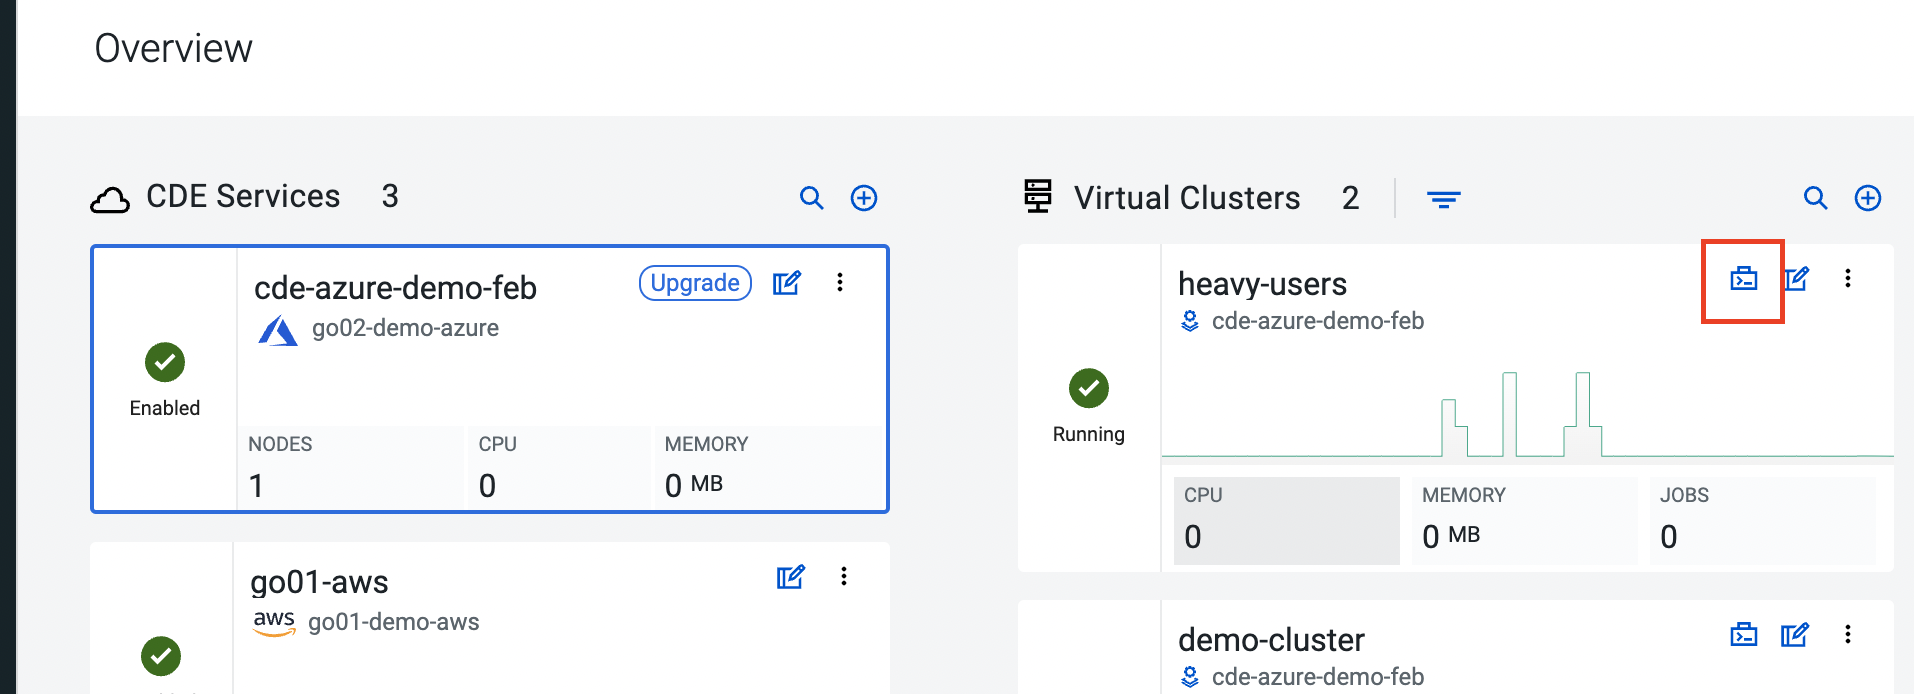 Overview
CDE Services 3
cde-azure-demo-feb
Upgrade
go02-demo-azure
Enabled
NODES
1
CPU
0
MEMORY
0 MB
go01-aws
aws go01-demo-aws
Virtual Clusters 2
heavy-users
cde-azure-demo-feb
Running
CPU
0
MEMORY
0 MB
JOBS
0
demo-cluster
cde-azure-demo-feb